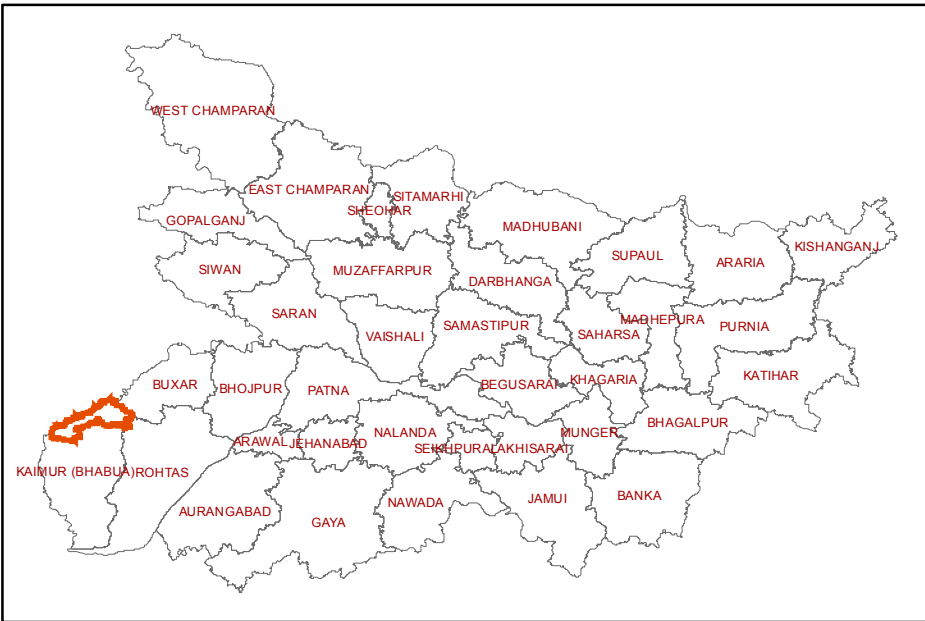 WEST CHAMPARAN
EAST CHAMPARAN
SITAMARHI
SHEOHAR
GOPALGANJ
MADHUBANI
KISHANGANJ
SUPAUL
ARARIA
SIWAN
MUZAFFARPUR
DARBHANGA
SARAN
MADHEPURA
SAMASTIPUR
PURNIA
VAISHALI
SAHARSA
KATIHAR
BUXAR
BHOJPUR
PATNA
BEGUSARAI
KHAGARIA
BHAGALPUR
NALANDA
MUNGER
ARAWAL
JEHANABAD
SEIKHPURA
LAKHISARAI
KAIMUR (BHABUA)
ROHTAS
BANKA
JAMUI
NAWADA
AURANGABAD
GAYA